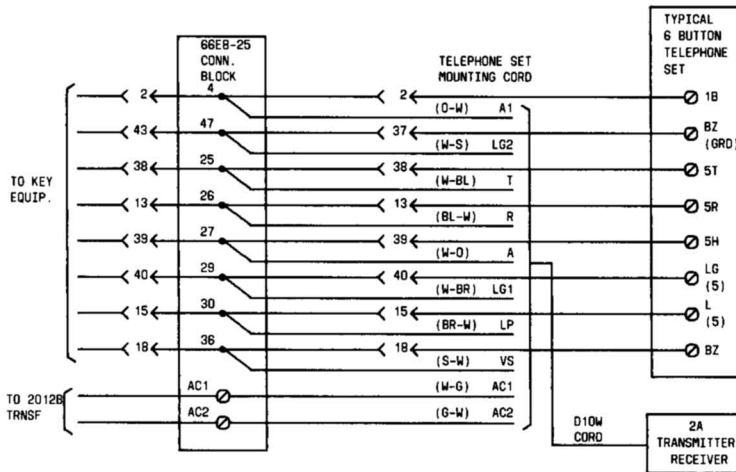 66E8-25
CONN.
BLOCK
TELEPHONE SET
MOUNTING CORD
TYPICAL
6 BUTTON
TELEPHONE
SET
2 4 2 1B
(O-W) A1
43 47 37 BZ
(GRD)
(W-S) LG2
38 25 38 5T
(W-BL) T
TO KEY
EQUIP.
13 26 13 5R
(BL-W) R
39 27 39 5H
(W-O) A
40 29 40 LG
(5)
(W-BR) LG1
15 30 15 L
(5)
(BR-W) LP
18 36 18 BZ
(S-W) VS
TO 2012B
TRNSF
AC1 (W-G) AC1
AC2 (G-W) AC2
D10W
CORD
2A
TRANSMITTER
RECEIVER